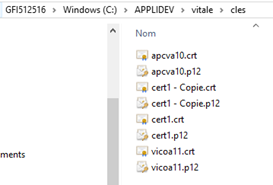 GFI512516 > Windows (C:) > APPLIDEV > vitale > cles
Nom
apcva10.crt
apcva10.p12
cert1 - Copie.crt
cert1 - Copie.p12
cert1.crt
cert1.p12
vicoa11.crt
ments
vicoa11.p12